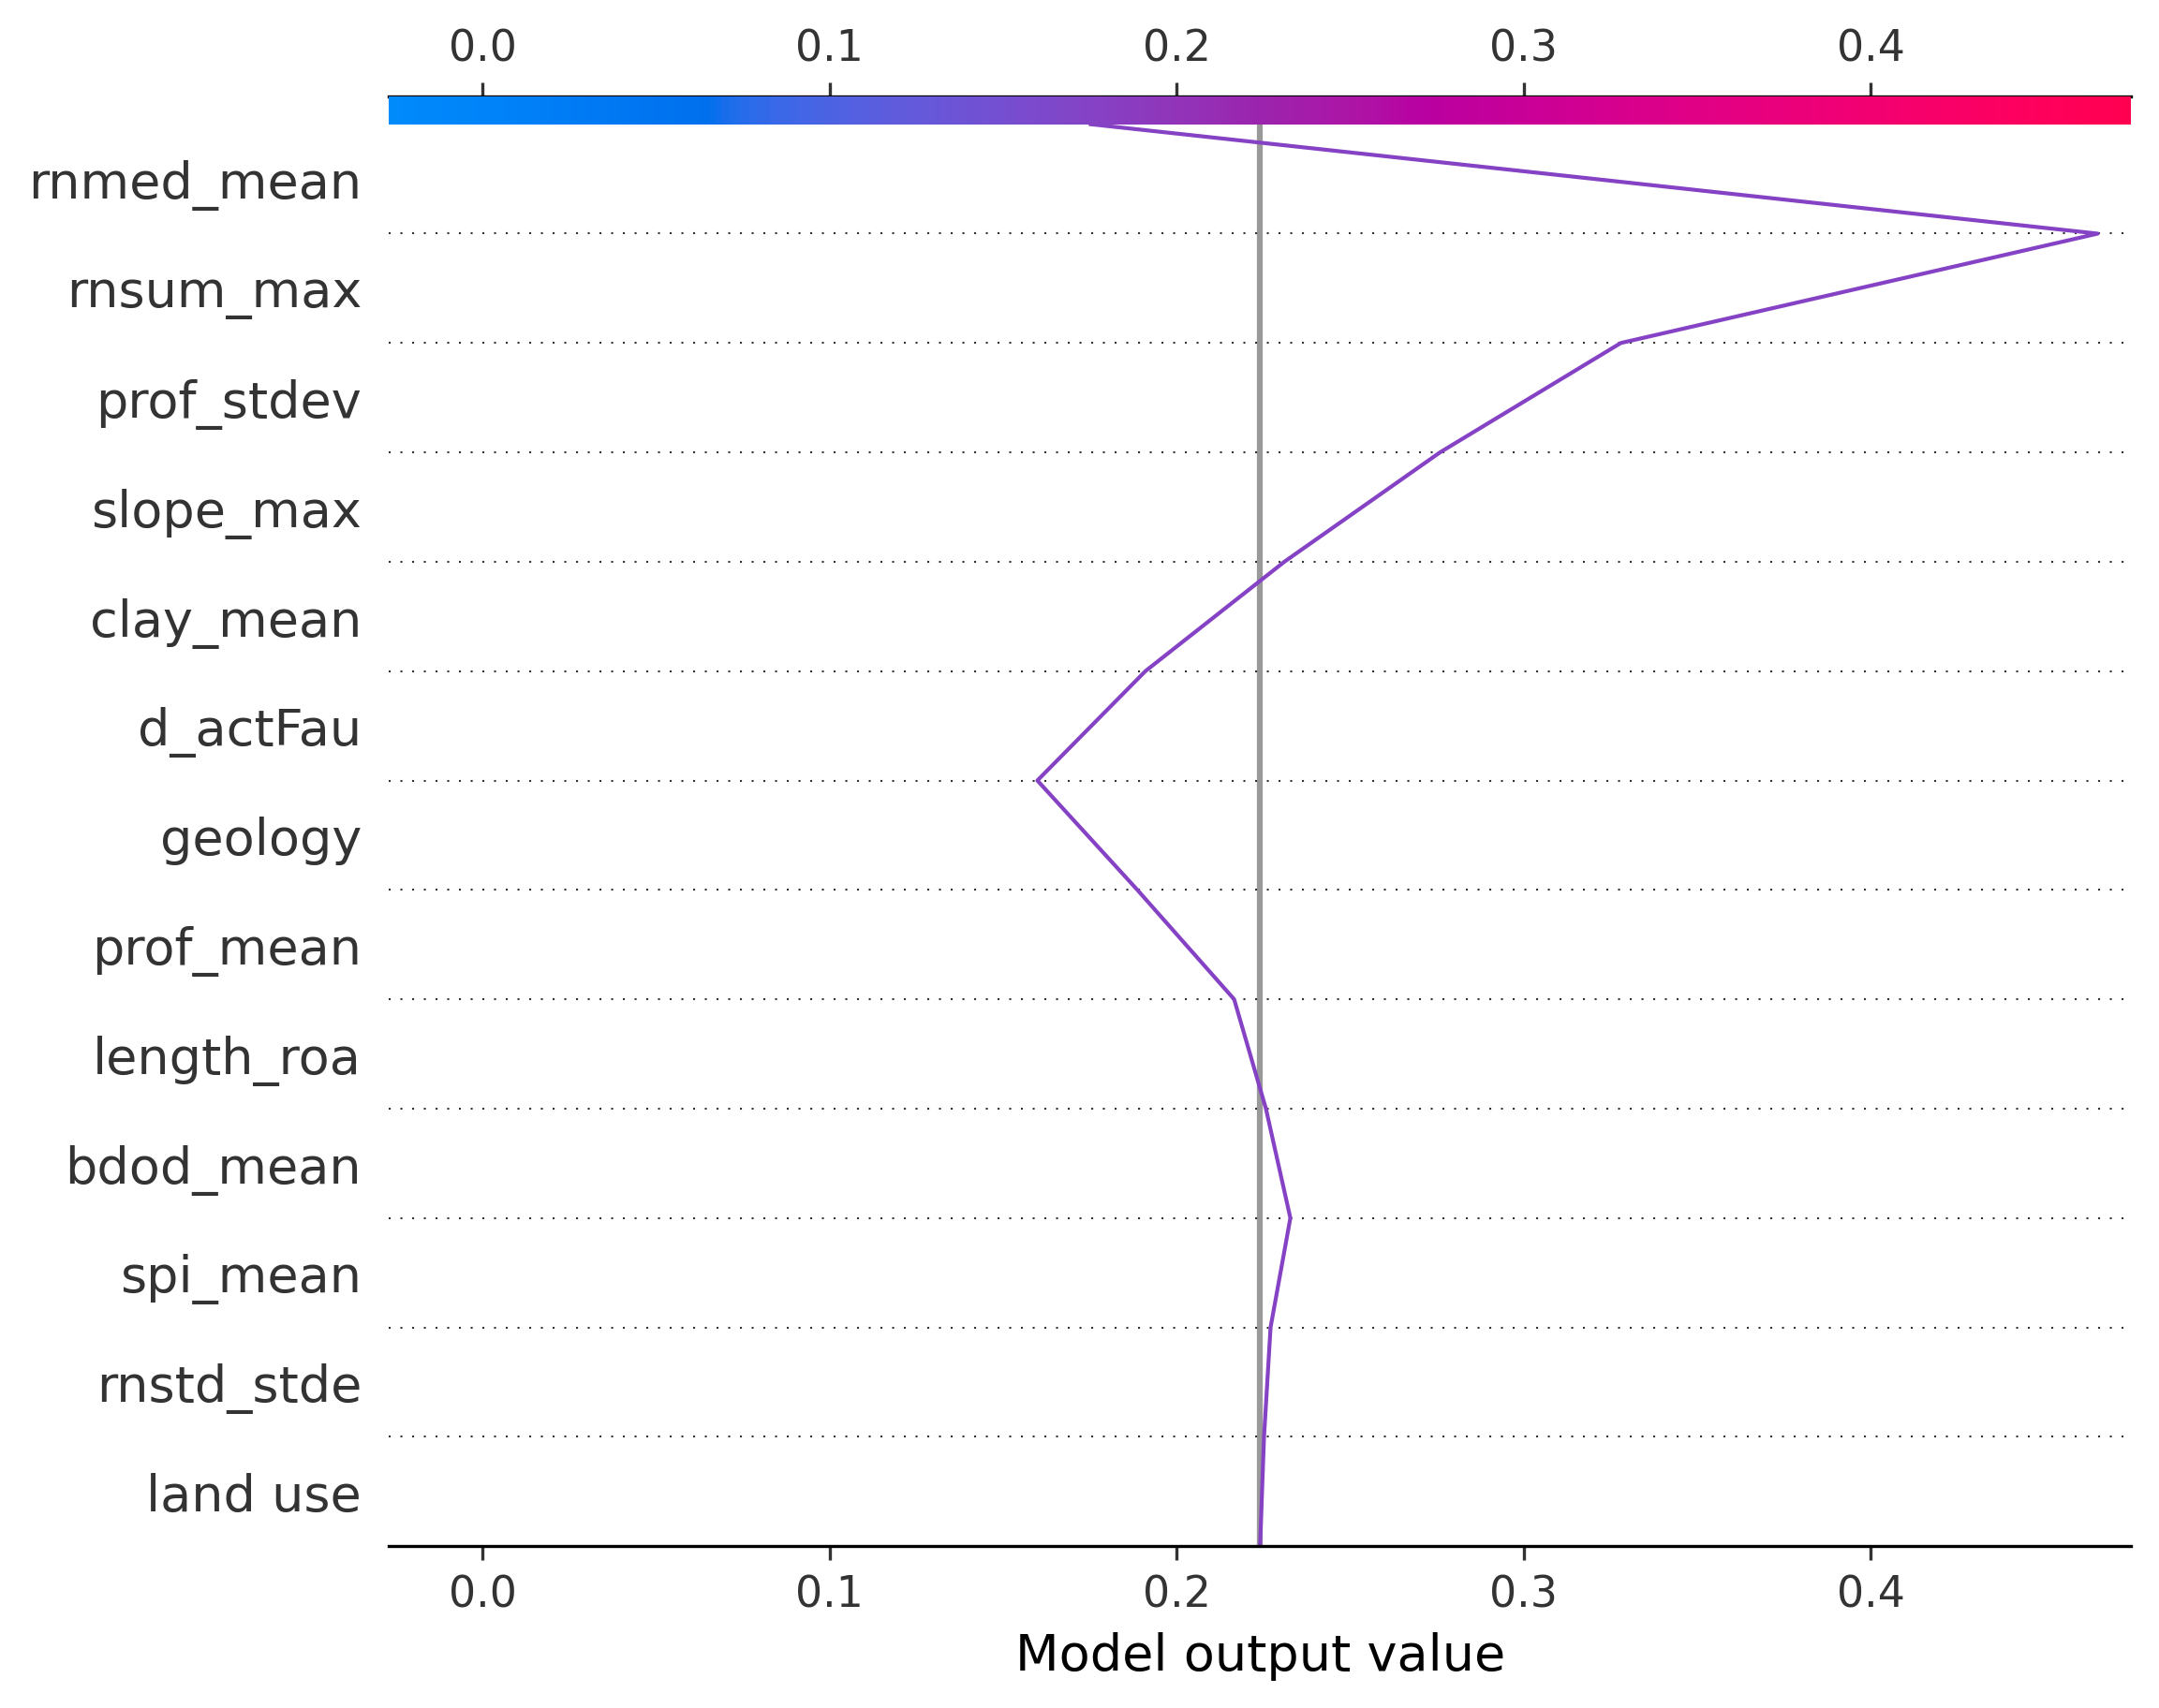 0.0 0.1 0.2 0.3 0.4
rnmed_mean
rnsum_max
prof_stdev
slope_max
clay_mean
d_actFau
geology
prof_mean
length_roa
bdod_mean
spi_mean
rnstd_stde
land use
0.0 0.1 0.2 0.3 0.4
Model output value